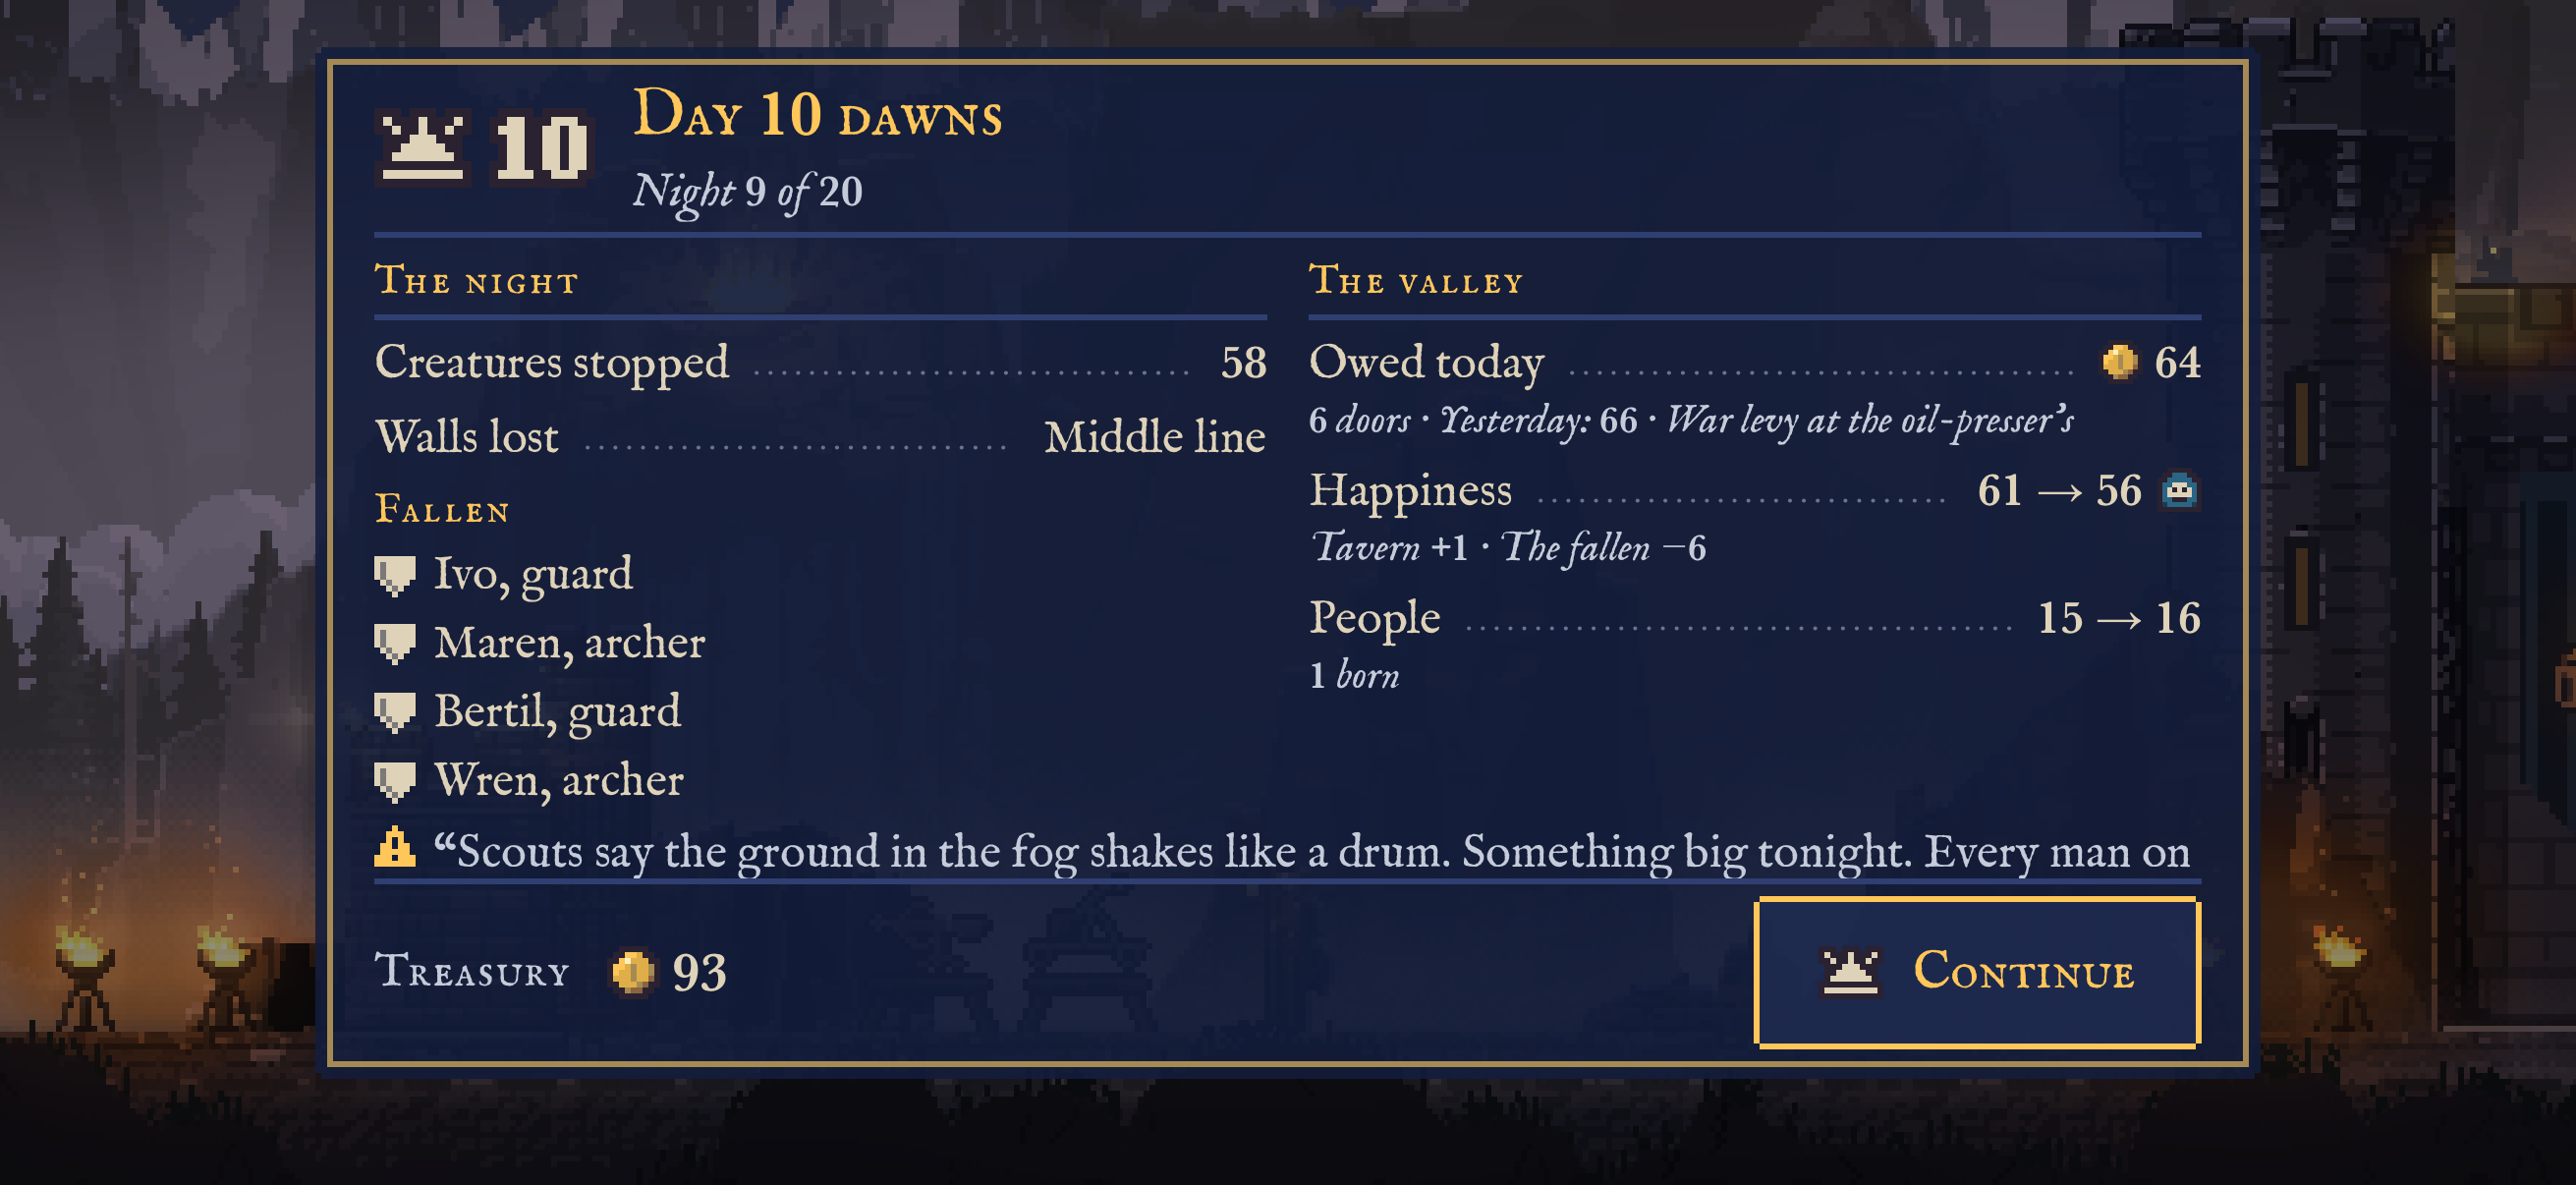 10
Day 10 dawns
Night 9 of 20
The night
Creatures stopped 58
Walls lost Middle line
Fallen
Ivo, guard
Maren, archer
Bertil, guard
Wren, archer
The valley
Owed today 64
6 doors · Yesterday: 66 · War levy at the oil-presser's
Happiness 61 → 56
Tavern +1 · The fallen −6
People 15 → 16
1 born
“Scouts say the ground in the fog shakes like a drum. Something big tonight. Every man on
Treasury 93
Continue